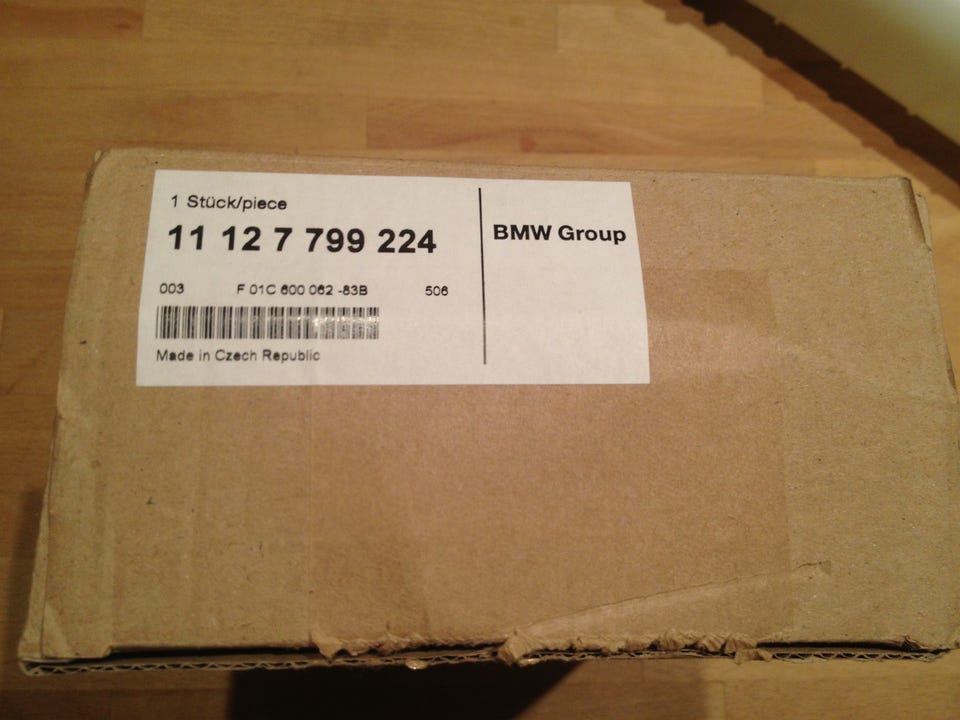 1 Stück/piece
11 12 7 799 224
BMW Group
003 F 01C 600 062 -83B 506
Made in Czech Republic